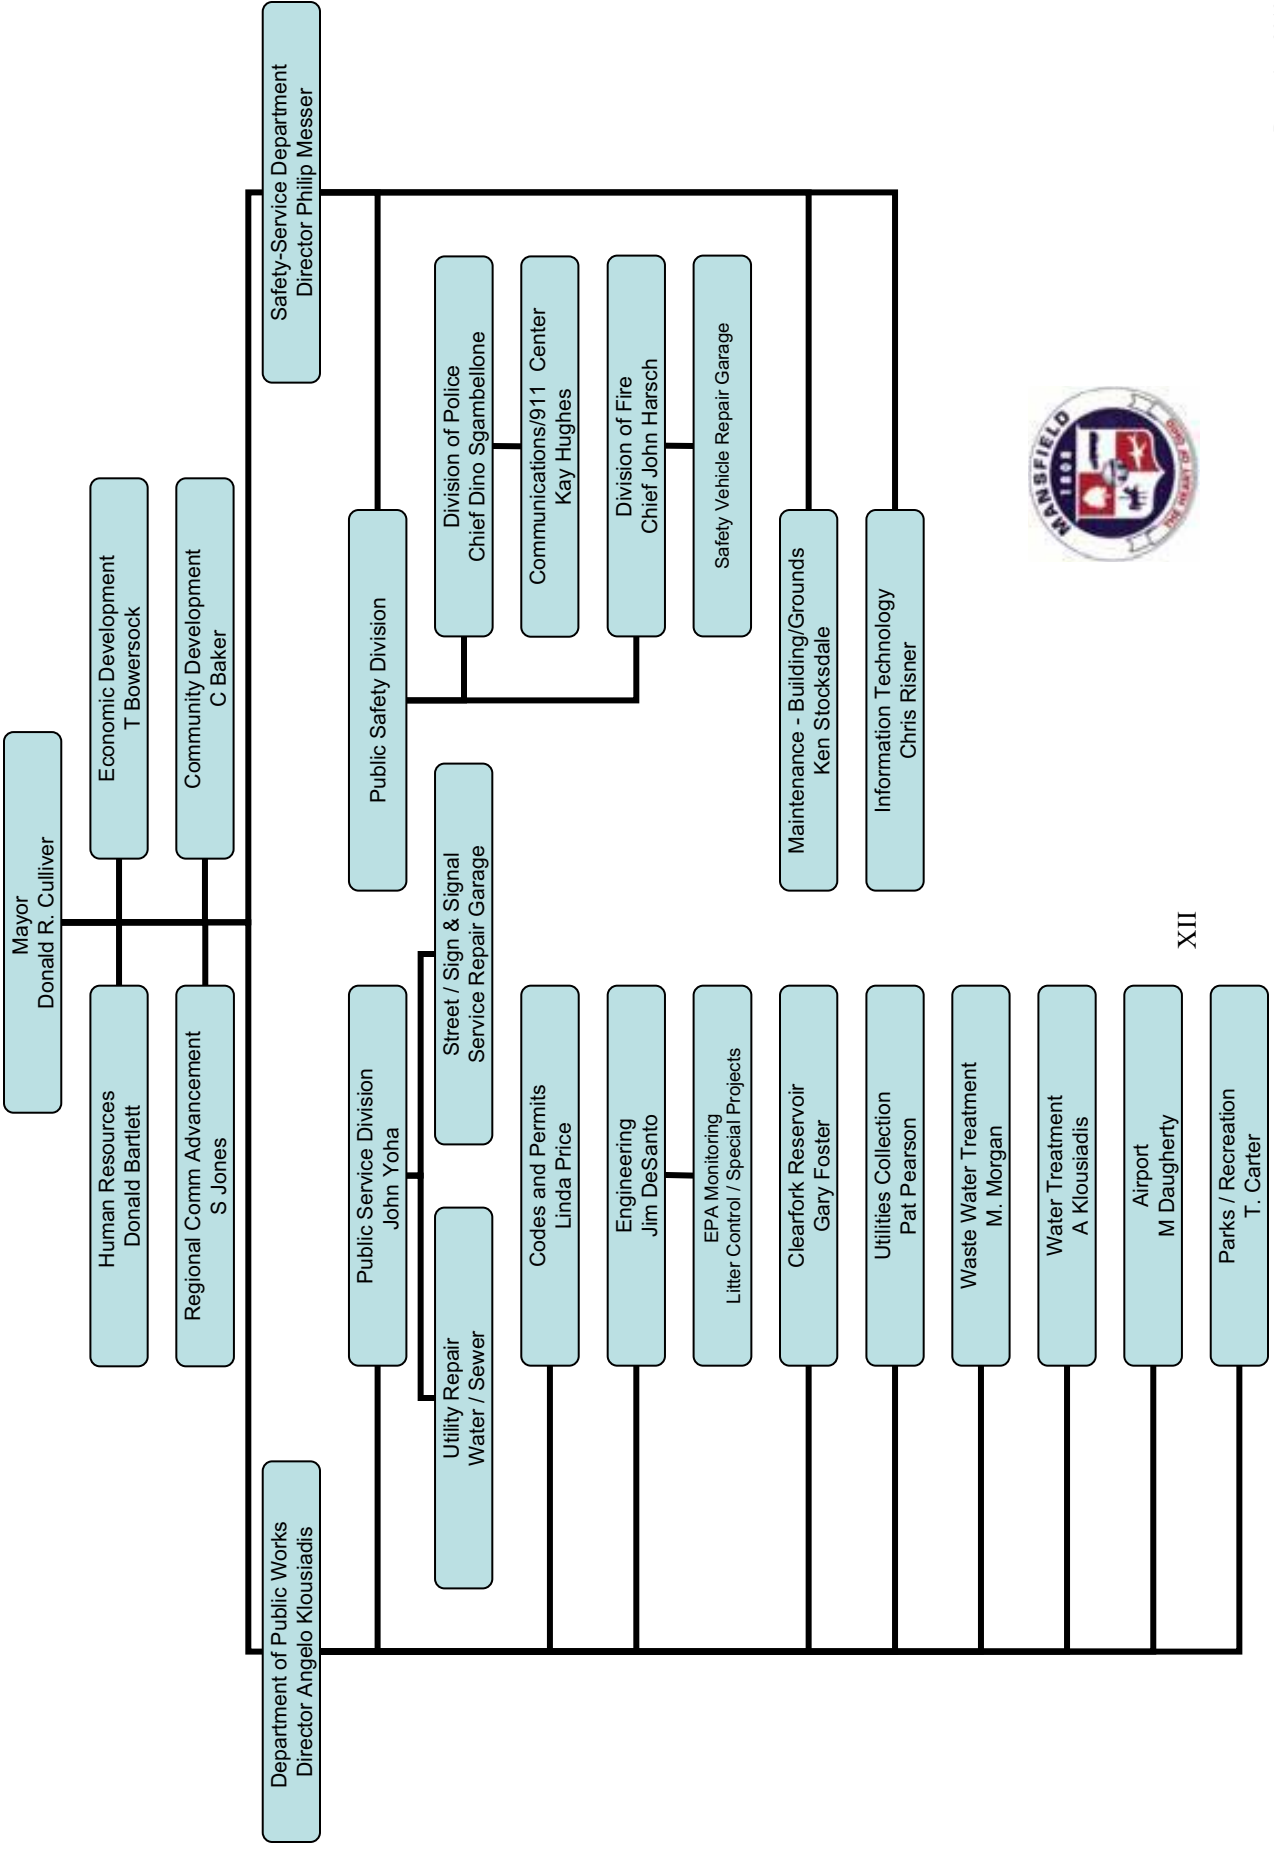 Mayor
Donald R. Culliver
Human Resources
Donald Bartlett
Economic Development
T Bowersock
Regional Comm Advancement
S Jones
Community Development
C Baker
Department of Public Works
Director Angelo Klousiadis
Safety-Service Department
Director Philip Messer
Public Service Division
John Yoha
Public Safety Division
Utility Repair
Water / Sewer
Street / Sign & Signal
Service Repair Garage
Division of Police
Chief Dino Sgambellone
Codes and Permits
Linda Price
Communications/911 Center
Kay Hughes
Engineering
Jim DeSanto
Division of Fire
Chief John Harsch
EPA Monitoring
Litter Control / Special Projects
Safety Vehicle Repair Garage
Clearfork Reservoir
Gary Foster
Maintenance - Building/Grounds
Ken Stocksdale
Utilities Collection
Pat Pearson
Information Technology
Chris Risner
Waste Water Treatment
M. Morgan
Water Treatment
A Klousiadis
Airport
M Daugherty
Parks / Recreation
T. Carter
MANSFIELD
1808
THE HEART OF OHIO
XII